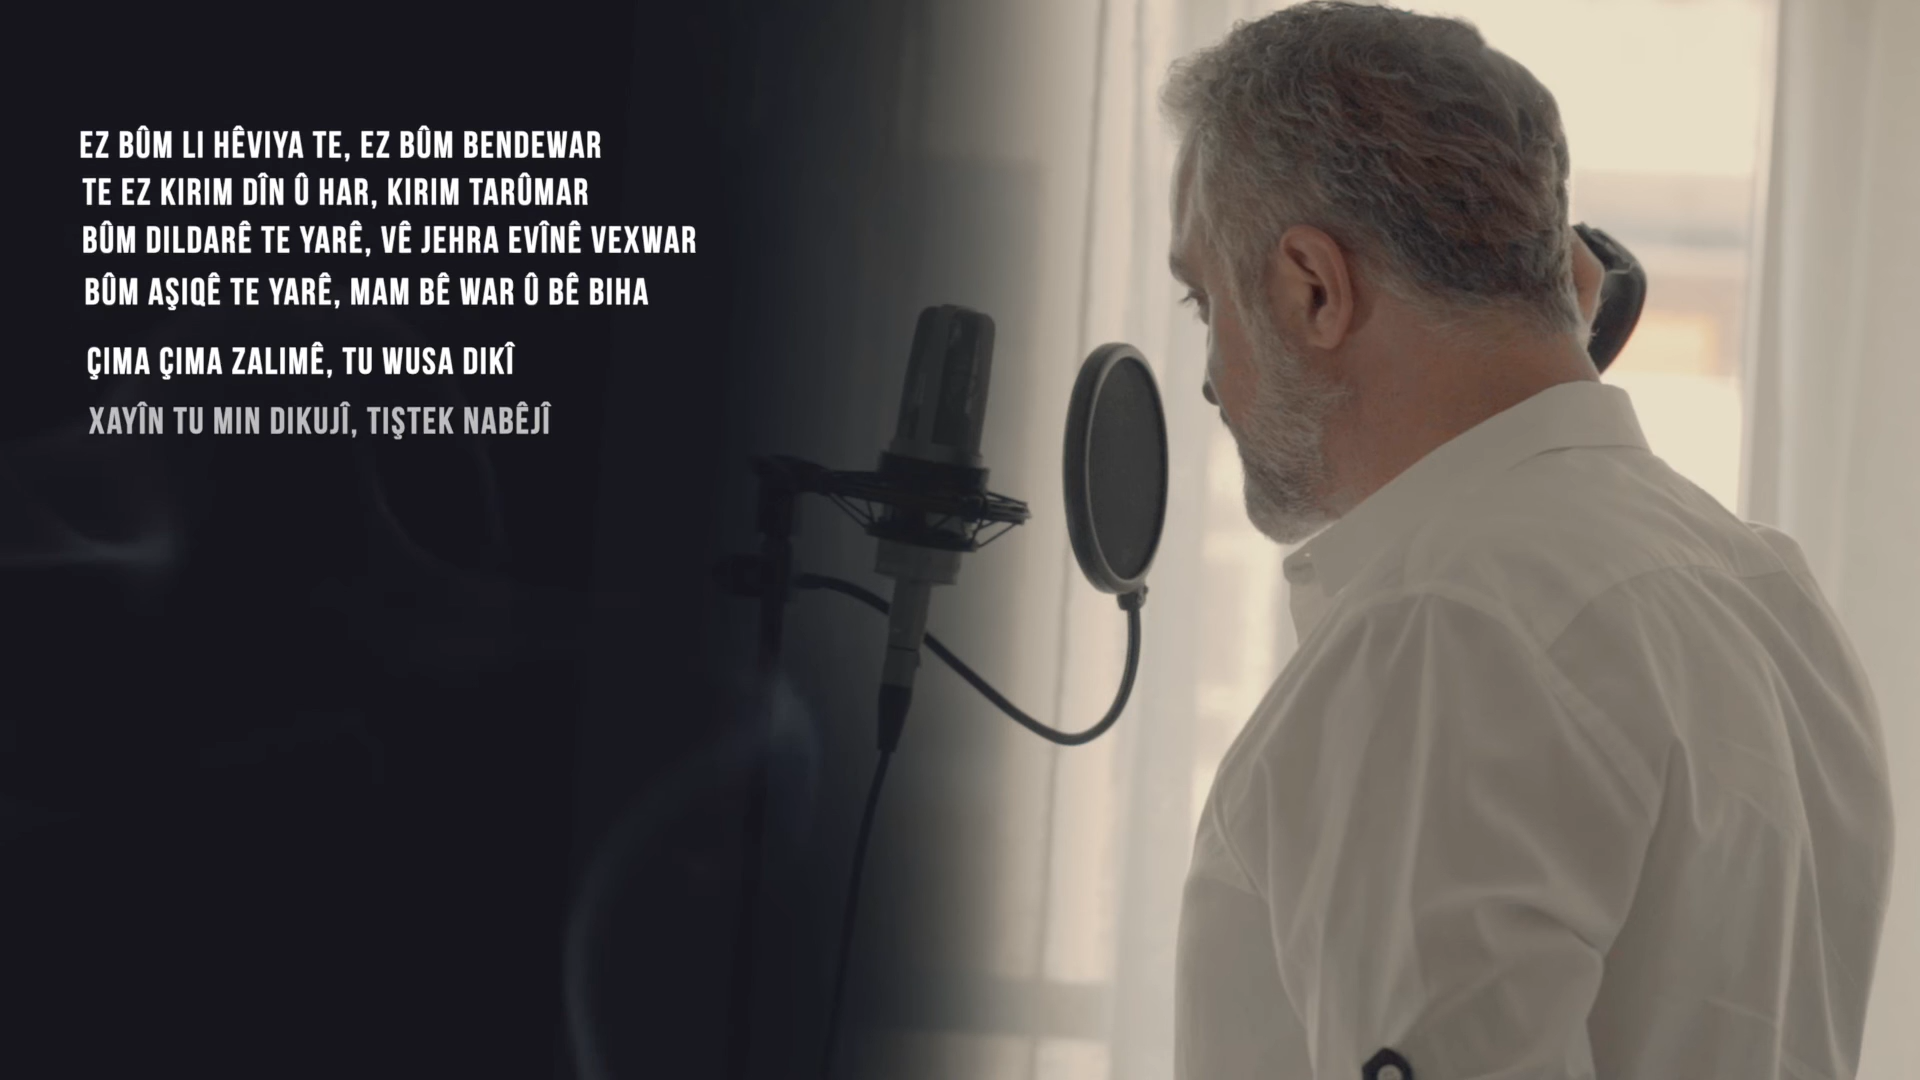 EZ BÛM LI HÊVIYA TE, EZ BÛM BENDEWAR
TE EZ KIRIM DÎN Û HAR, KIRIM TARÛMAR
BÛM DILDARÊ TE YARÊ, VÊ JEHRA EVÎNÊ VEXWAR
BÛM AŞIQÊ TE YARÊ, MAM BÊ WAR Û BÊ BIHA
ÇIMA ÇIMA ZALIMÊ, TU WUSA DIKÎ
XAYÎN TU MIN DIKUJÎ, TIŞTEK NABÊJÎ